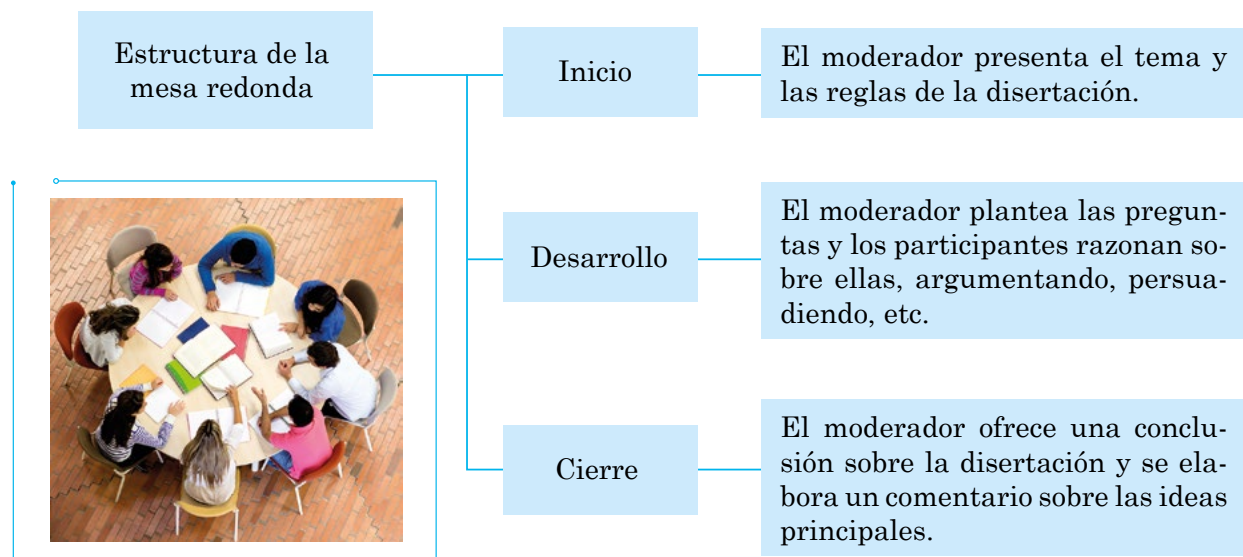 Estructura de la
mesa redonda
Inicio
El moderador presenta el tema y
las reglas de la disertación.
Desarrollo
El moderador plantea las pregun-
tas y los participantes razonan so-
bre ellas, argumentando, persua-
diendo, etc.
Cierre
El moderador ofrece una conclu-
sión sobre la disertación y se ela-
bora un comentario sobre las ideas
principales.